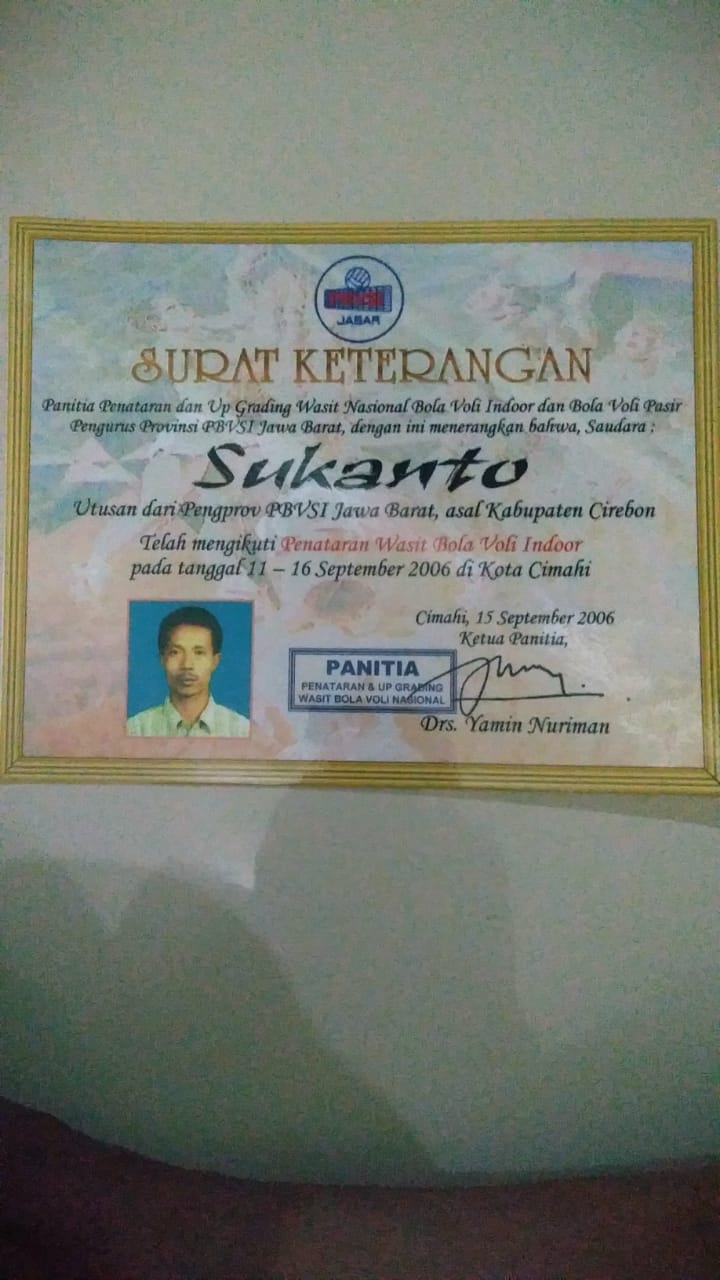 PBVSI
JABAR
SURAT KETERANGAN
Panitia Penataran dan Up Grading Wasit Nasional Bola Voli Indoor dan Bola Voli Pasir
Pengurus Provinsi PBVSI Jawa Barat, dengan ini menerangkan bahwa, Saudara :
Sukanto
Utusan dari Pengprov PBVSI Jawa Barat, asal Kabupaten Cirebon
Telah mengikuti Penataran Wasit Bola Voli Indoor
pada tanggal 11 – 16 September 2006 di Kota Cimahi
Cimahi, 15 September 2006
Ketua Panitia,
PANITIA
PENATARAN & UP GRADING
WASIT BOLA VOLI NASIONAL
Drs. Yamin Nuriman